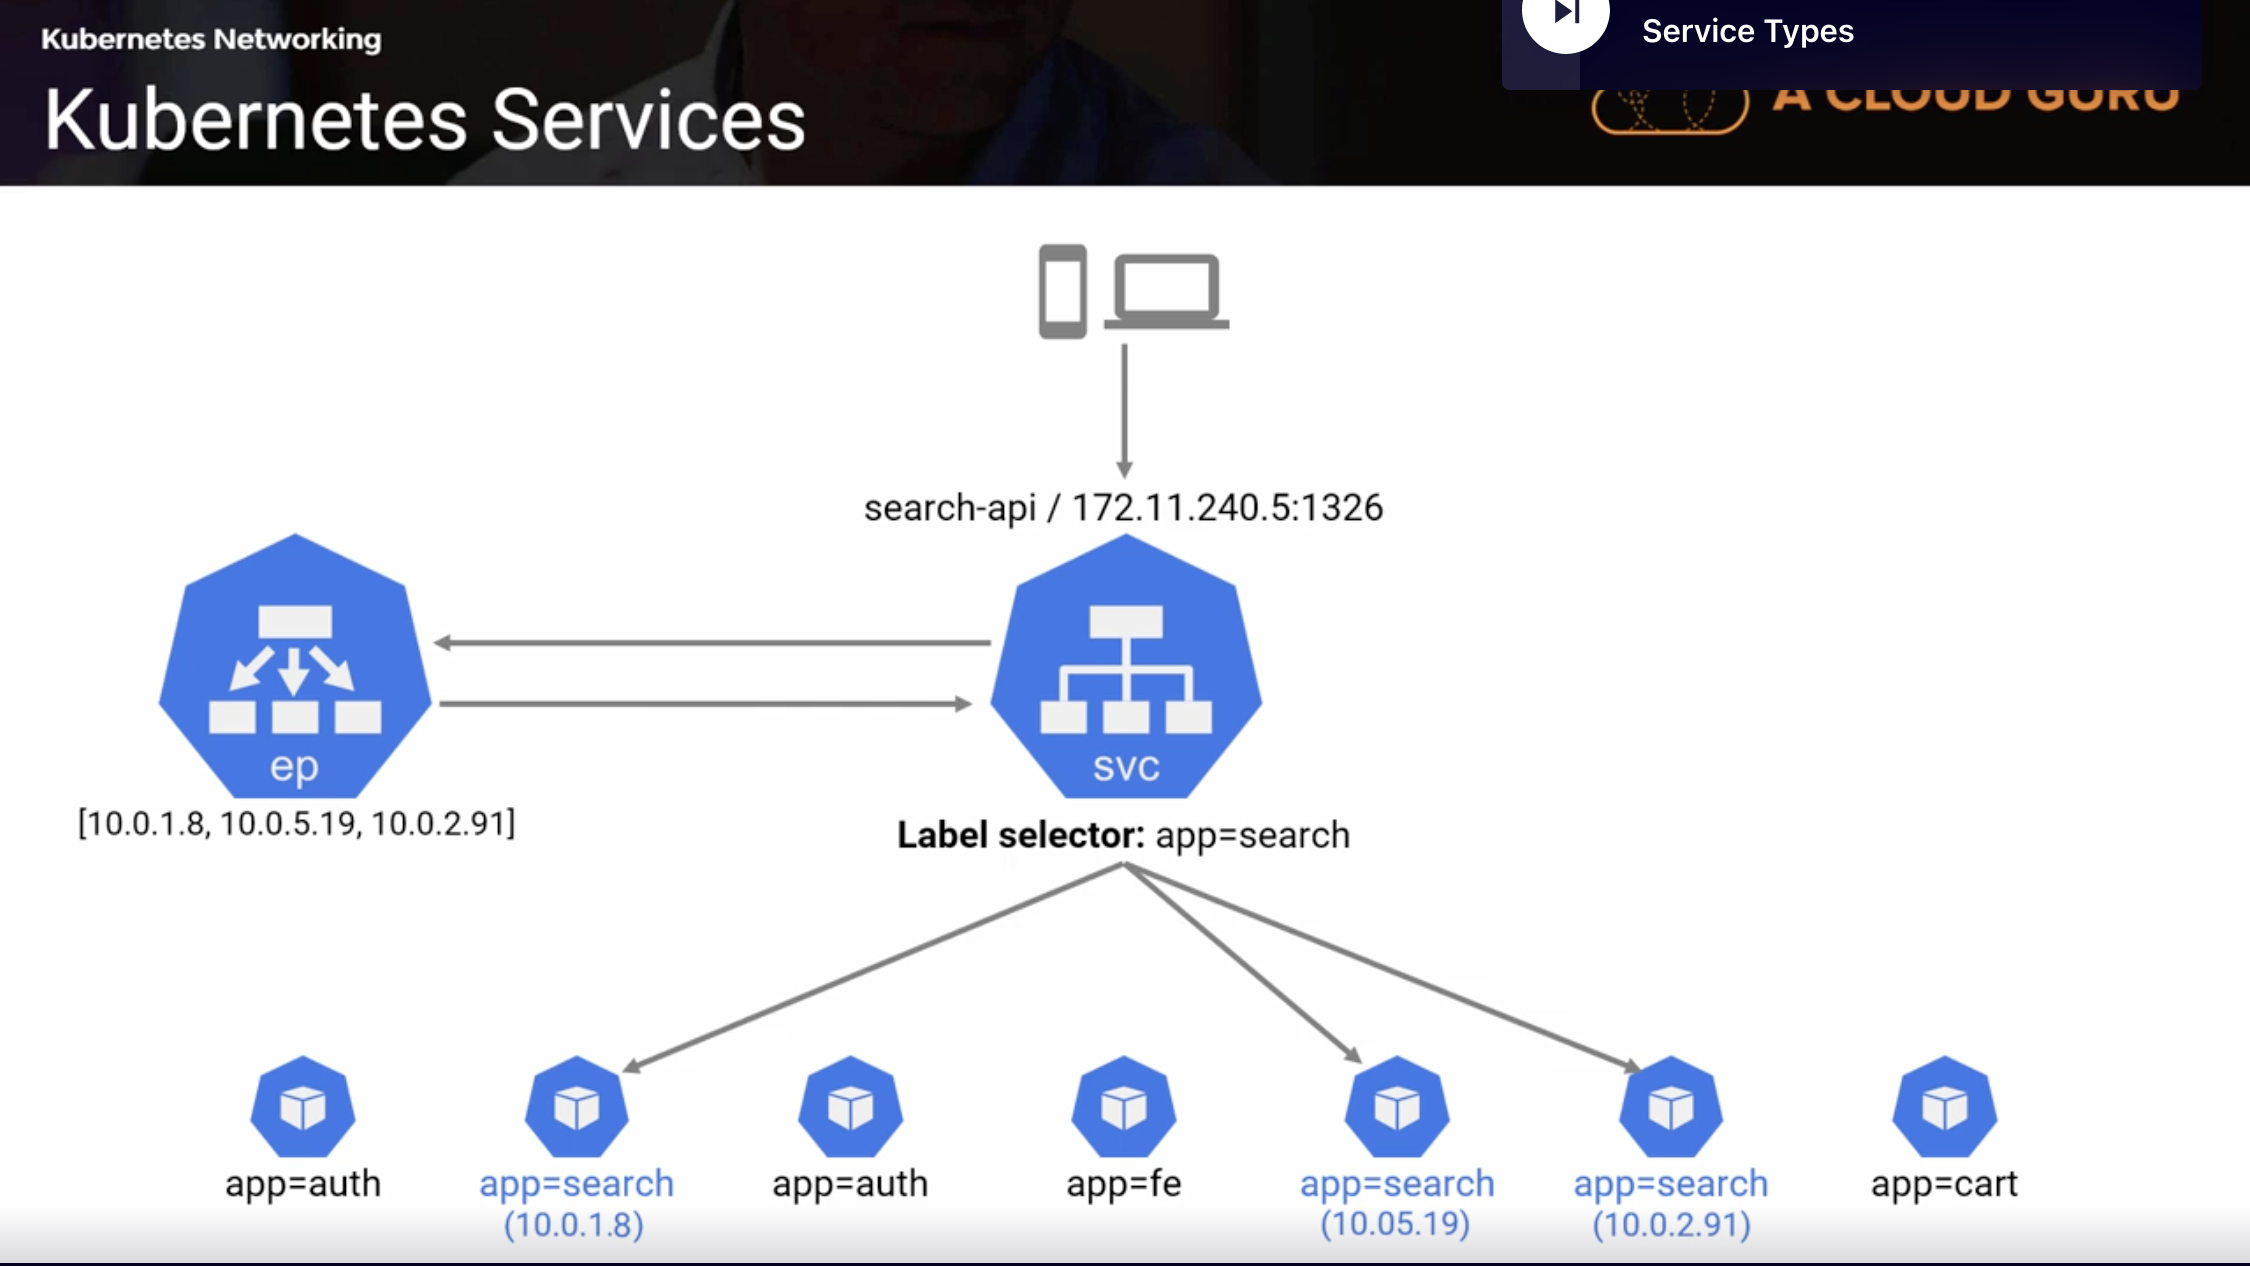 Kubernetes Networking
Kubernetes Services
Service Types
A CLOUD GURU
search-api / 172.11.240.5:1326
ep
svc
[10.0.1.8, 10.0.5.19, 10.0.2.91]
Label selector: app=search
app=auth
app=search
(10.0.1.8)
app=auth
app=fe
app=search
(10.05.19)
app=search
(10.0.2.91)
app=cart